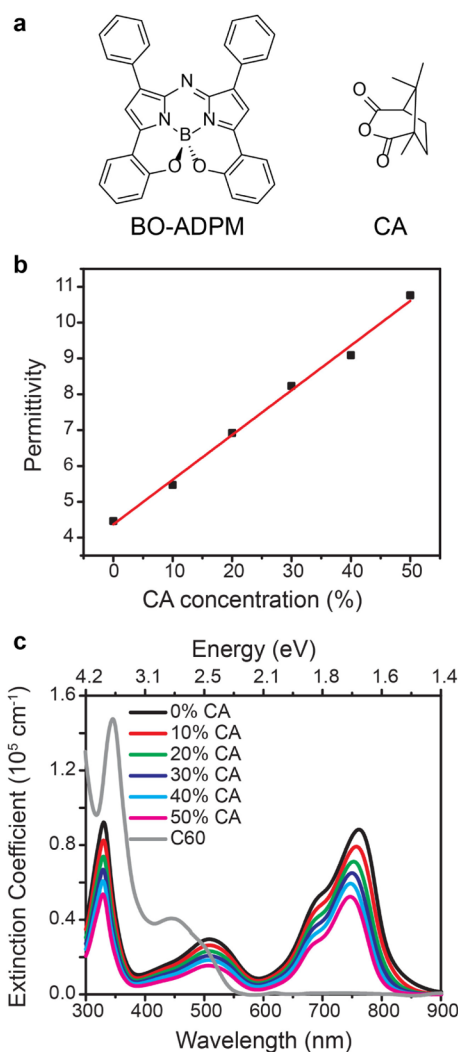 a
N
N
N
B
O
O
O
O
O
BO-ADPM
CA
b
11
10
9
8
7
6
5
4
Permittivity
0 10 20 30 40 50
CA concentration (%)
c
Energy (eV)
4.2 3.1 2.5 2.1 1.8 1.6 1.4
1.6
1.2
0.8
0.4
0.0
Extinction Coefficient (10⁵ cm⁻¹)
0% CA
10% CA
20% CA
30% CA
40% CA
50% CA
C60
300 400 500 600 700 800 900
Wavelength (nm)